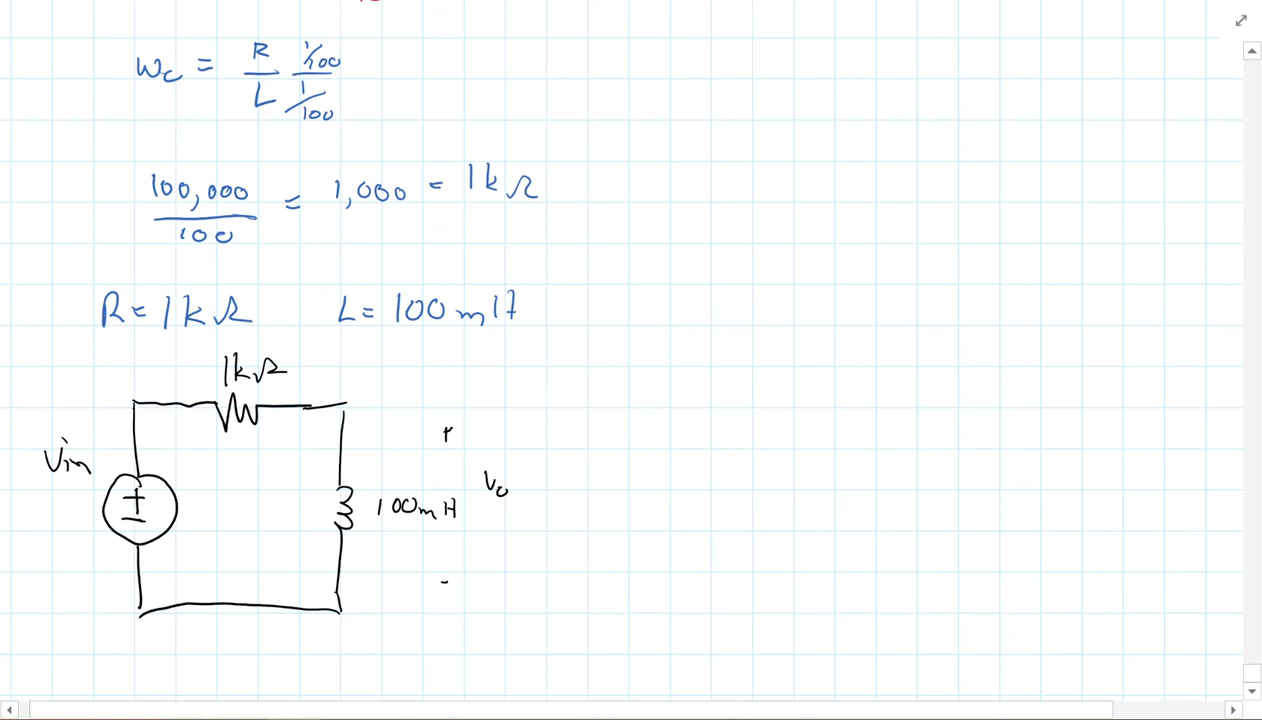 ωc = R/L (1/100)/(1/100)
100,000/100 = 1,000 = 1kΩ
R = 1kΩ L = 100mH
1kΩ
+
Vin
Vo
+
-
100mH
-